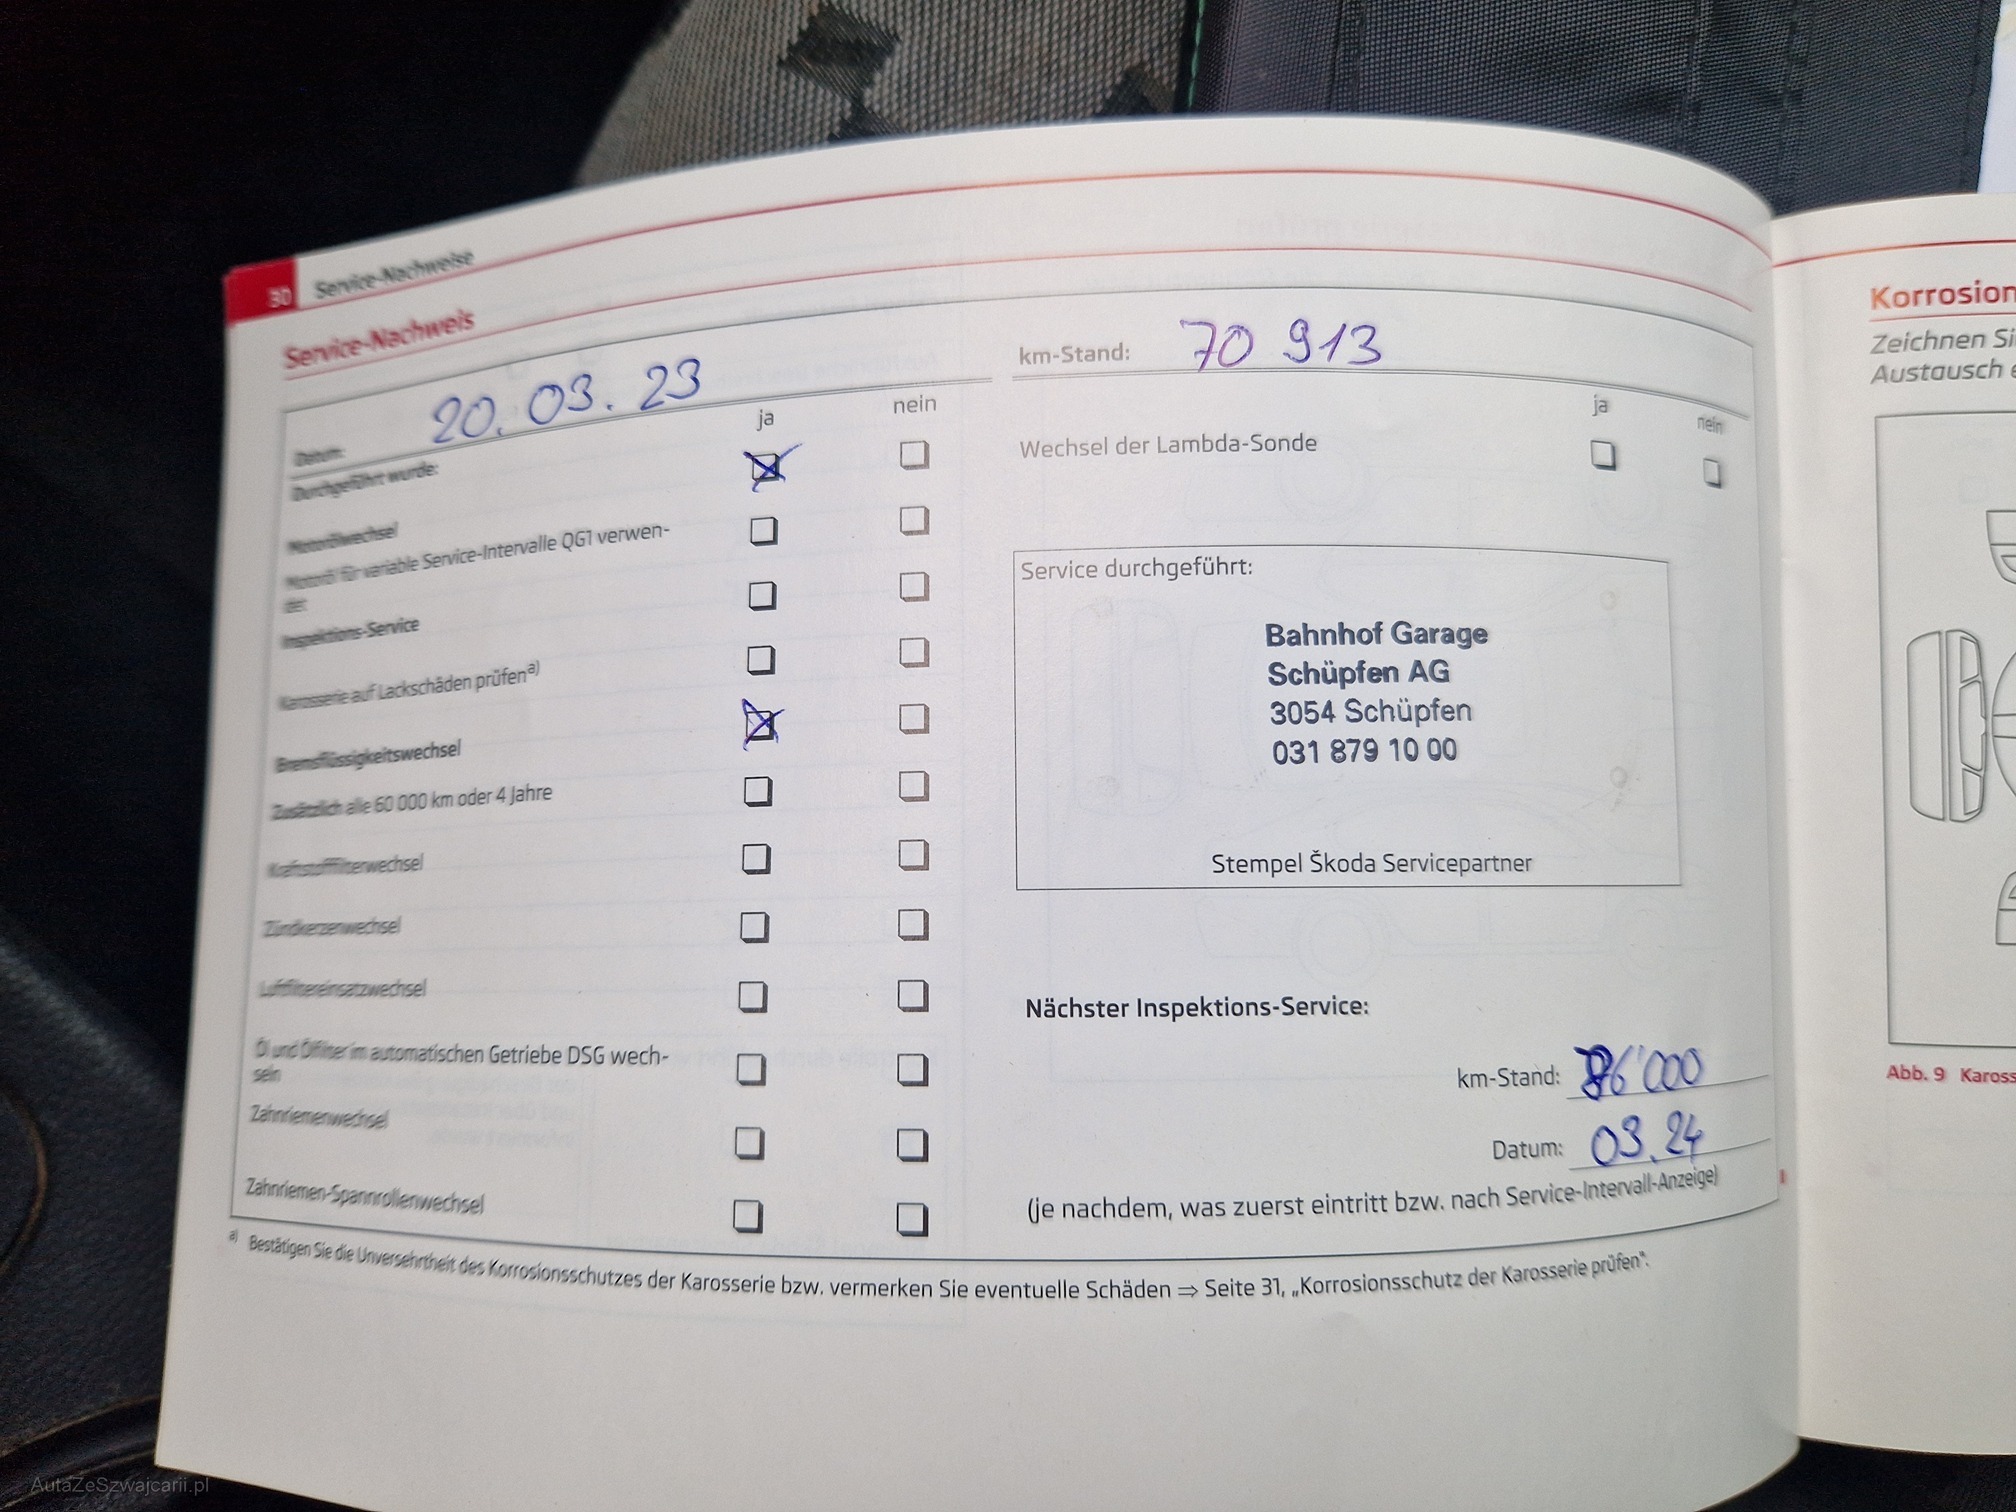 30 Service-Nachweise
Service-Nachweis
Datum: 20. 03. 23
km-Stand: 70 913
Durchgeführt wurde:
ja nein
Motorölwechsel
Motoröl für variable Service-Intervalle QG1 verwen-
det
Inspektions-Service
Karosserie auf Lackschäden prüfen a)
Bremsflüssigkeitswechsel
Zusätzlich alle 60 000 km oder 4 Jahre
Kraftstofffilterwechsel
Zündkerzenwechsel
Luftfiltereinsatzwechsel
Öl und Ölfilter im automatischen Getriebe DSG wech-
seln
Zahnriemenwechsel
Zahnriemen-Spannrollenwechsel
ja nein
Wechsel der Lambda-Sonde
Service durchgeführt:
Bahnhof Garage
Schüpfen AG
3054 Schüpfen
031 879 10 00
Stempel Škoda Servicepartner
Nächster Inspektions-Service:
km-Stand: 86'000
Datum: 03.24
(je nachdem, was zuerst eintritt bzw. nach Service-Intervall-Anzeige)
a) Bestätigen Sie die Unversehrtheit des Korrosionsschutzes der Karosserie bzw. vermerken Sie eventuelle Schäden ⇒ Seite 31, „Korrosionsschutz der Karosserie prüfen".
Korrosion
Zeichnen Si
Austausch e
Abb. 9 Kaross
AutaZeSzwajcarii.pl